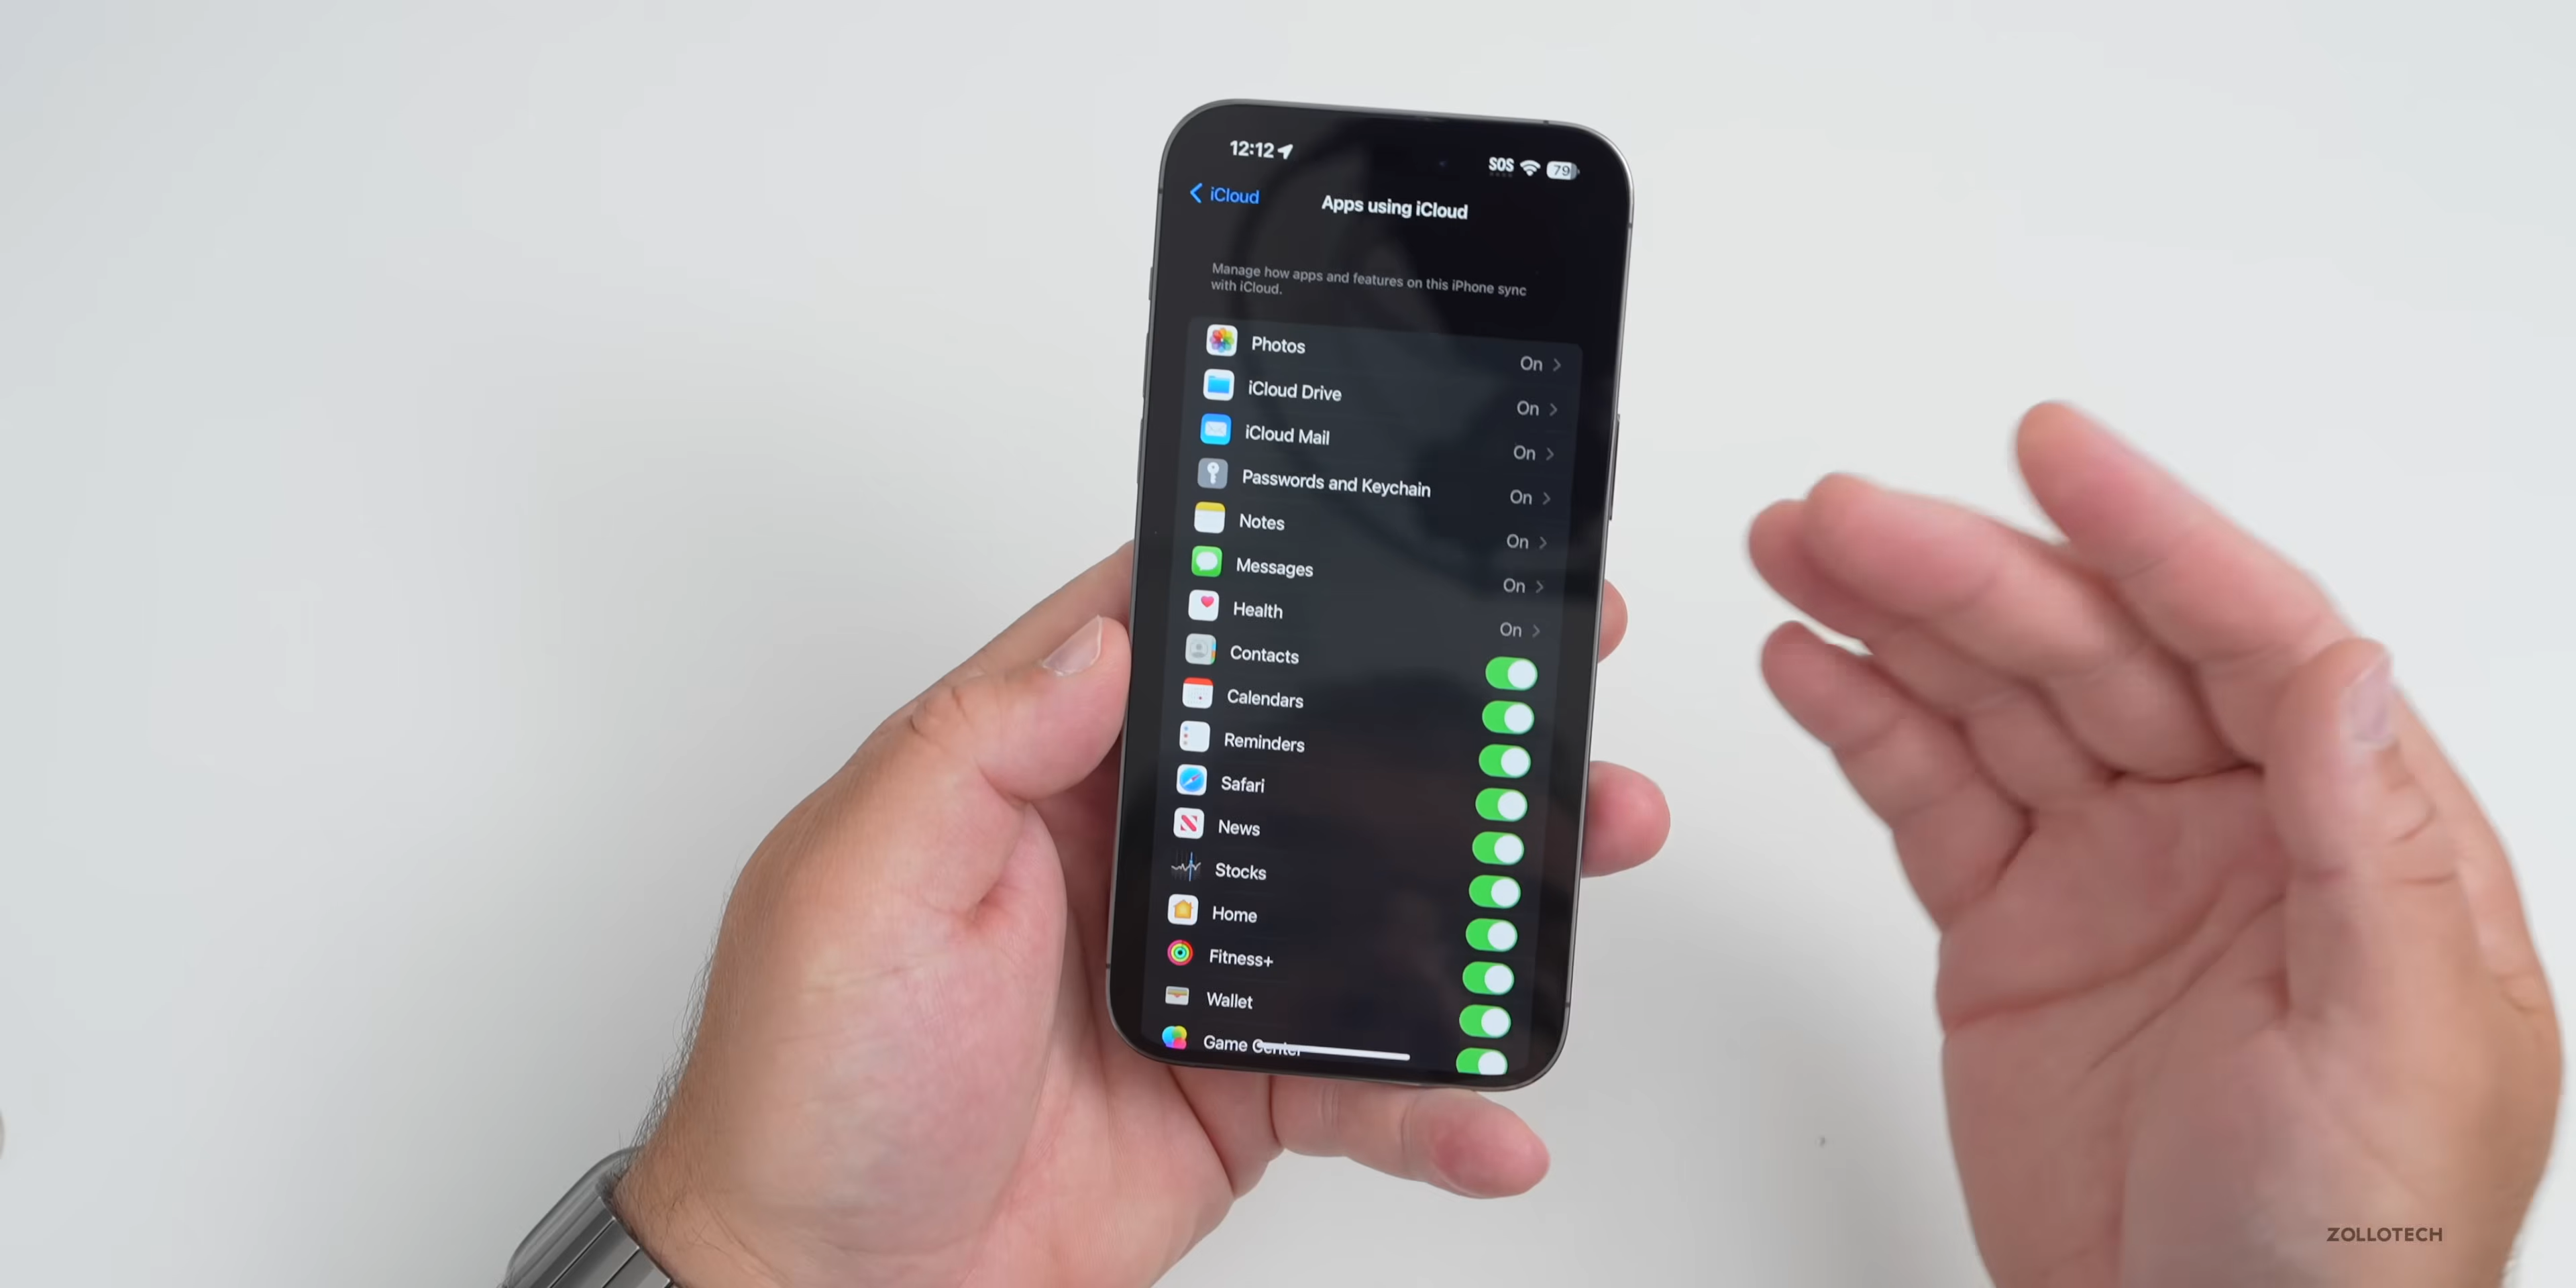 12:12
SOS
79
iCloud
Apps using iCloud
Manage how apps and features on this iPhone sync
with iCloud.
Photos On
iCloud Drive On
iCloud Mail On
Passwords and Keychain On
Notes On
Messages On
Health On
Contacts
Calendars
Reminders
Safari
News
Stocks
Home
Fitness+
Wallet
Game Center
ZOLLOTECH